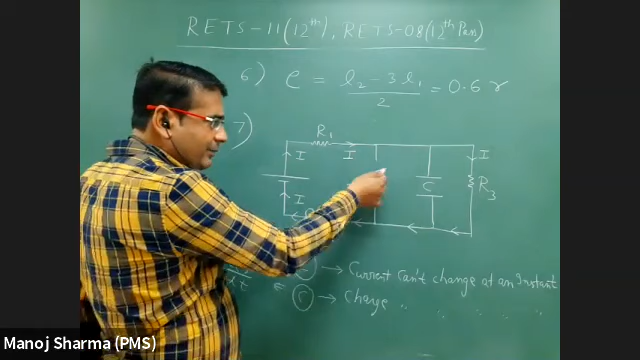 RETS-11(12th), RETS-08(12th Pass)
6) e = l2 - 3l1 / 2 = 0.6 r
7)
R1
I I I
C R3
I
→ Current Can't change at an Instant
→ Charge " " " " "
Manoj Sharma (PMS)